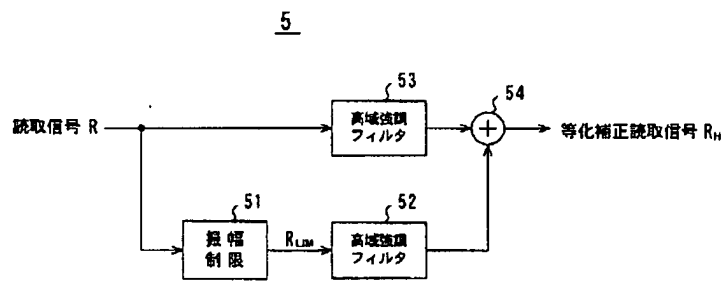 5
読取信号 R
53
高域強調
フィルタ
54
等化補正読取信号 RH
51
振幅
制限
RLIM
52
高域強調
フィルタ